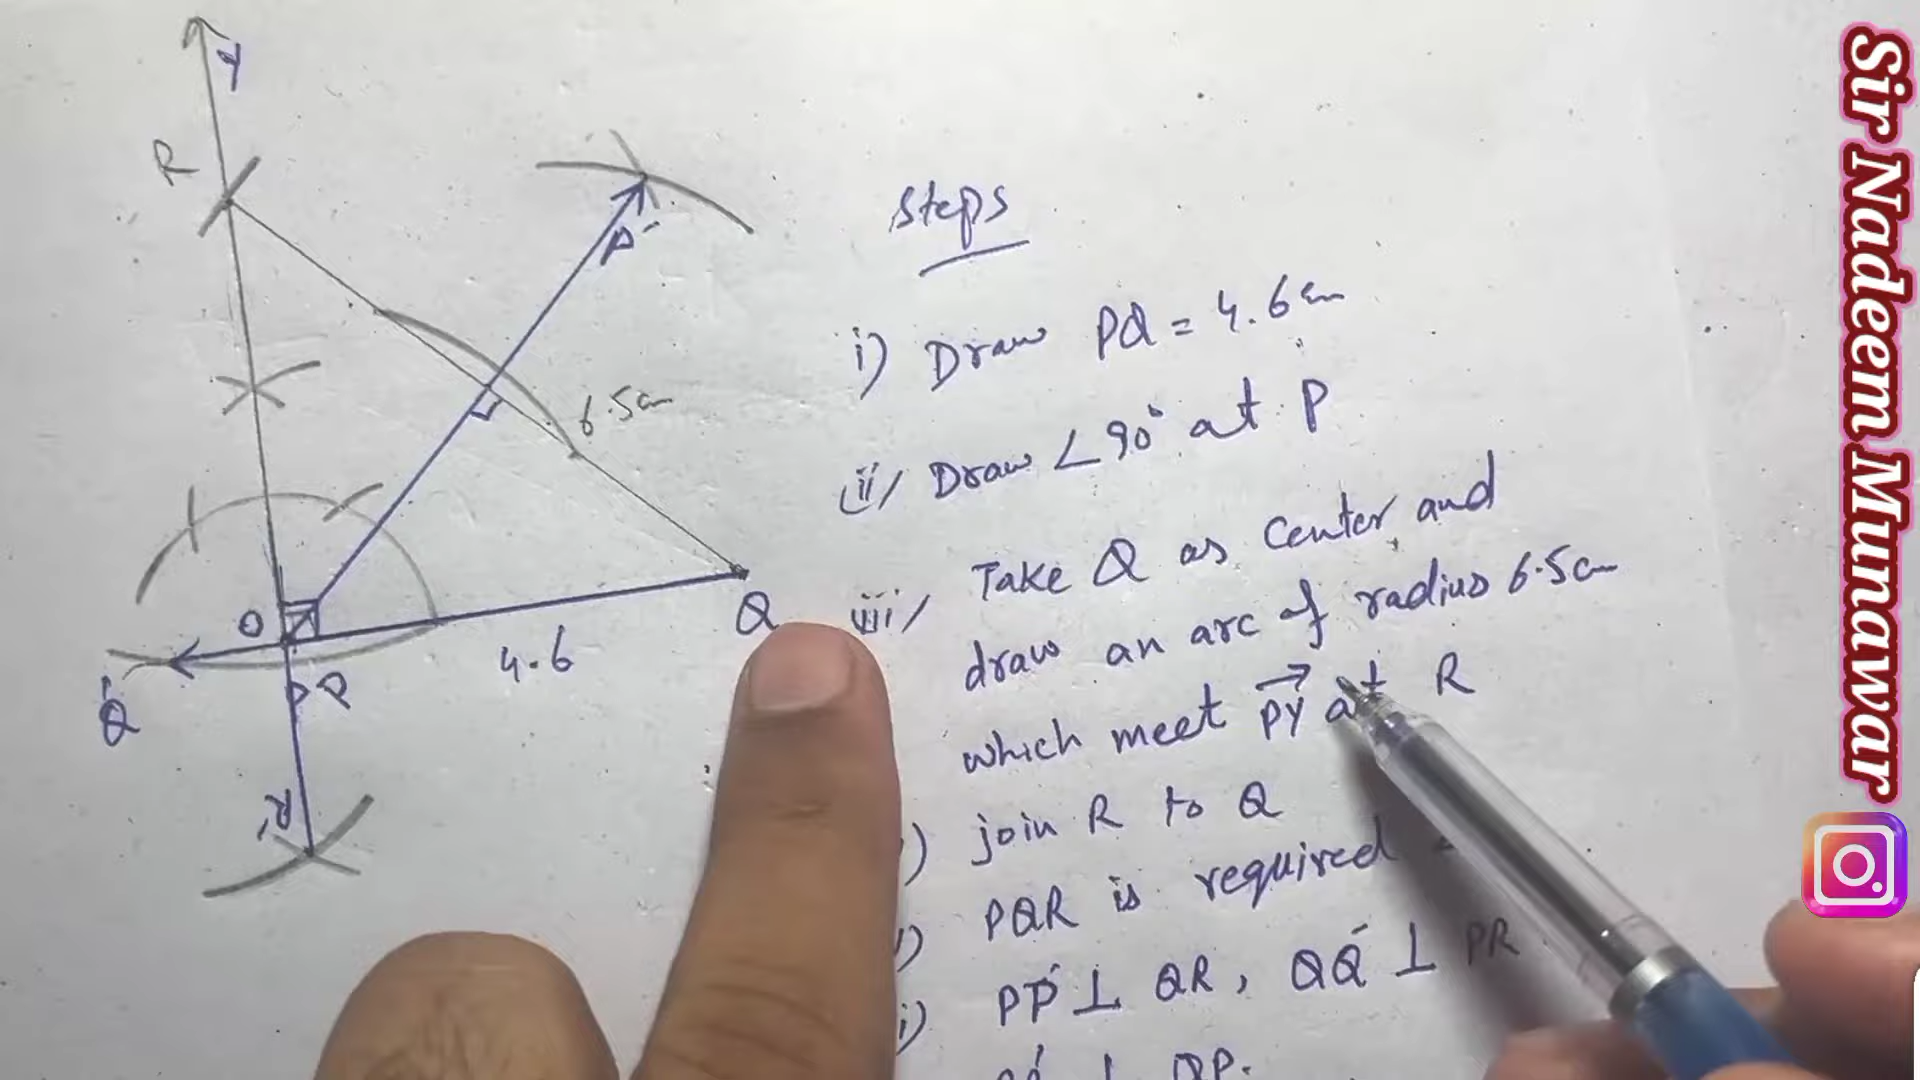 Y
R
P'
6.5cm
O
Q
4.6
P
Q'
R'
Steps
i) Draw PQ = 4.6cm
ii) Draw ∠90° at P
iii) Take Q as center and
draw an arc of radius 6.5cm
which meet PY at R
) join R to Q
) PQR is required
i) PP' ⊥ QR, QQ' ⊥ PR
⊥ QP.
Sir Nadeem Munawar